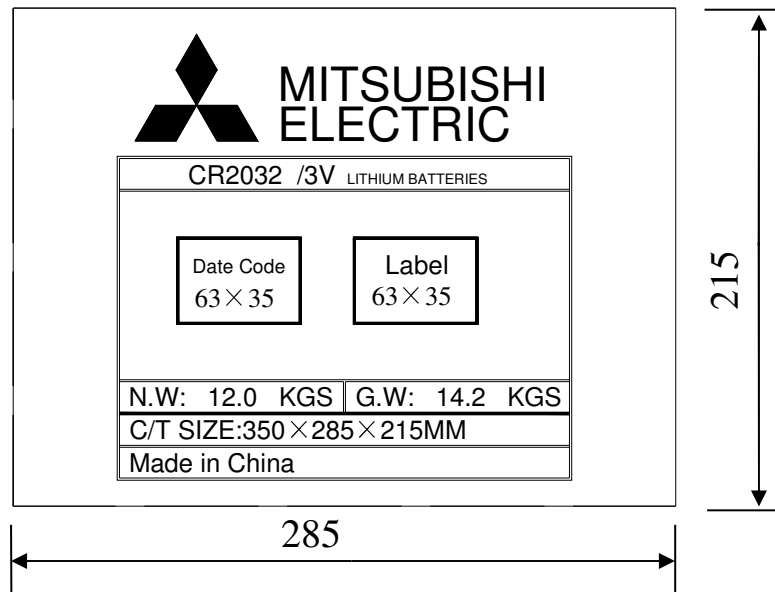 MITSUBISHI
ELECTRIC
CR2032 /3V LITHIUM BATTERIES
Date Code
63×35
Label
63×35
N.W: 12.0 KGS G.W: 14.2 KGS
C/T SIZE:350×285×215MM
Made in China
215
285